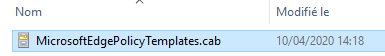 Nom Modifié le
MicrosoftEdgePolicyTemplates.cab 10/04/2020 14:18